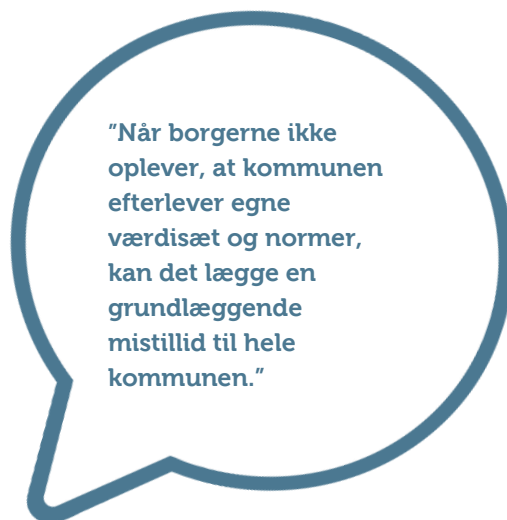 "Når borgerne ikke
oplever, at kommunen
efterlever egne
værdisæt og normer,
kan det lægge en
grundlæggende
mistillid til hele
kommunen."